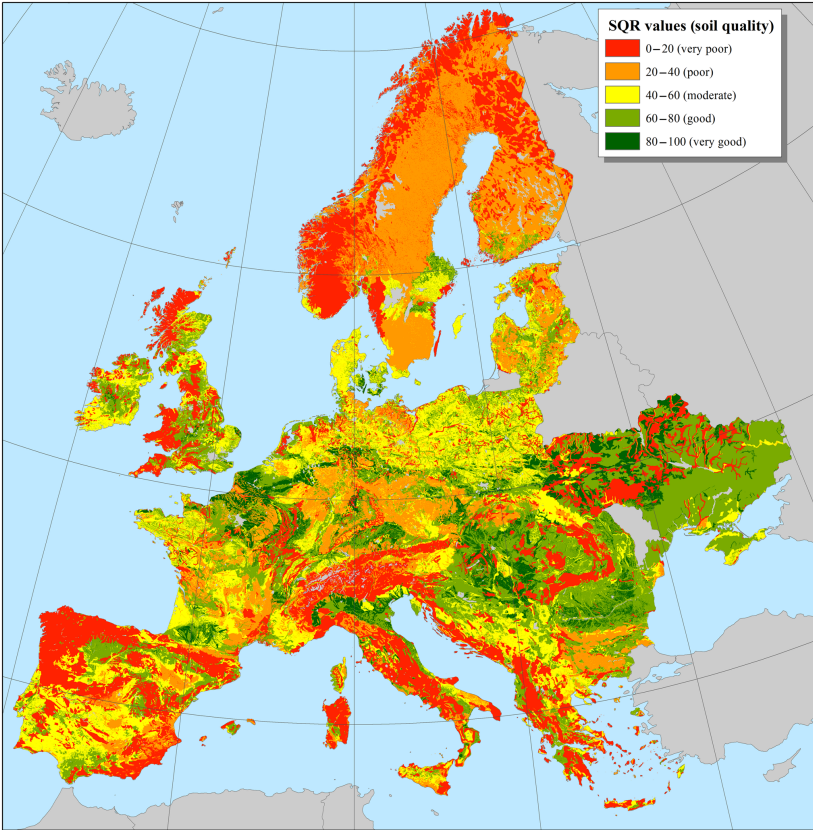 SQR values (soil quality)
0–20 (very poor)
20–40 (poor)
40–60 (moderate)
60–80 (good)
80–100 (very good)